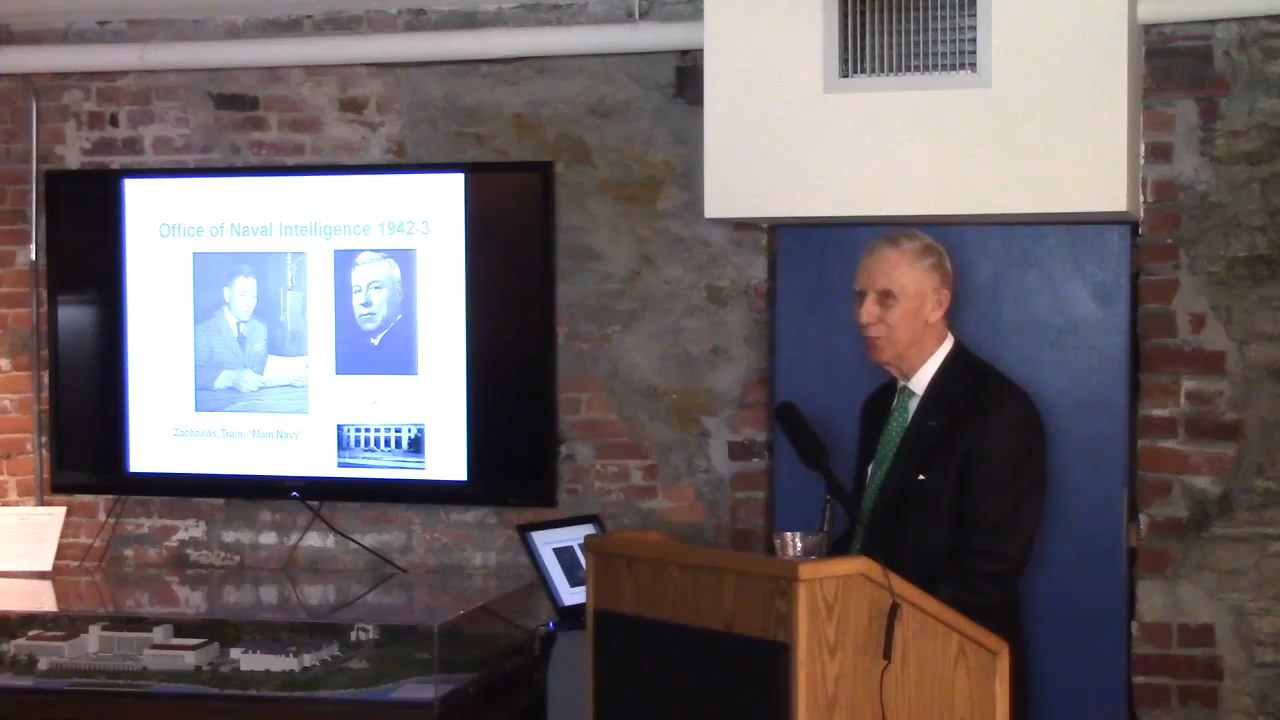 Office of Naval Intelligence 1942-3
Zacharias, Train, "Main Navy"